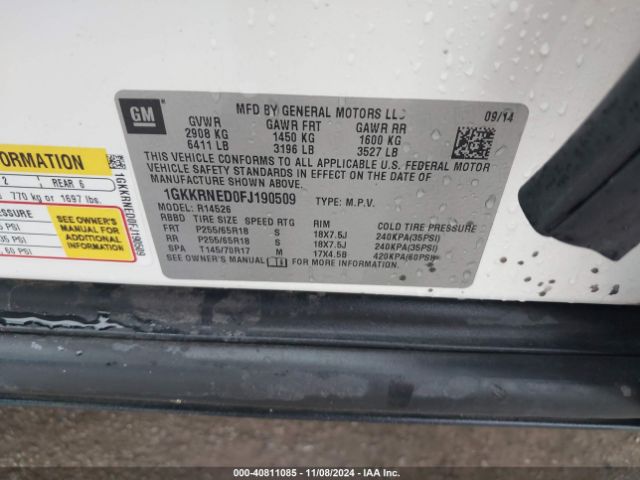 GM
MFD BY GENERAL MOTORS LLC
09/14
GVWR GAWR FRT GAWR RR
2908 KG 1450 KG 1600 KG
6411 LB 3196 LB 3527 LB
THIS VEHICLE CONFORMS TO ALL APPLICABLE U.S. FEDERAL MOTOR
VEHICLE SAFETY STANDARDS IN EFFECT ON THE DATE OF
MANUFACTURE SHOWN ABOVE.
1GKKRNED0FJ190509 TYPE: M.P.V.
MODEL: R14526
RBBD TIRE SIZE SPEED RTG RIM COLD TIRE PRESSURE
FRT P255/65R18 S 18X7.5J 240KPA(35PSI)
RR P255/65R18 S 18X7.5J 240KPA(35PSI)
SPA T145/70R17 M 17X4.5B 420KPA(60PSI)
SEE OWNER'S MANUAL FOR MORE INFORMATION.
FORMATION
2 REAR 6
770 kg or 1697 lbs.
SEE OWNER'S
MANUAL FOR
ADDITIONAL
INFORMATION
1GKKRNED0FJ190509
000-40811085 | 11/08/2024 | IAA Inc.